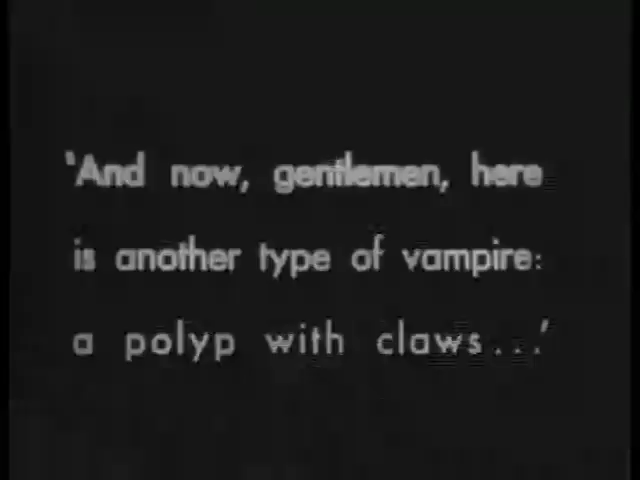 'And now, gentlemen, here
is another type of vampire:
a polyp with claws...'